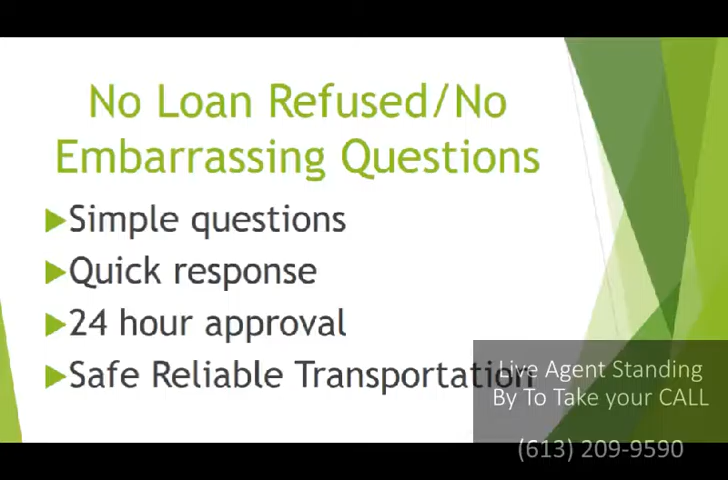 No Loan Refused/No
Embarrassing Questions
Simple questions
Quick response
24 hour approval
Safe Reliable Transportation
Live Agent Standing
By To Take your CALL
(613) 209-9590